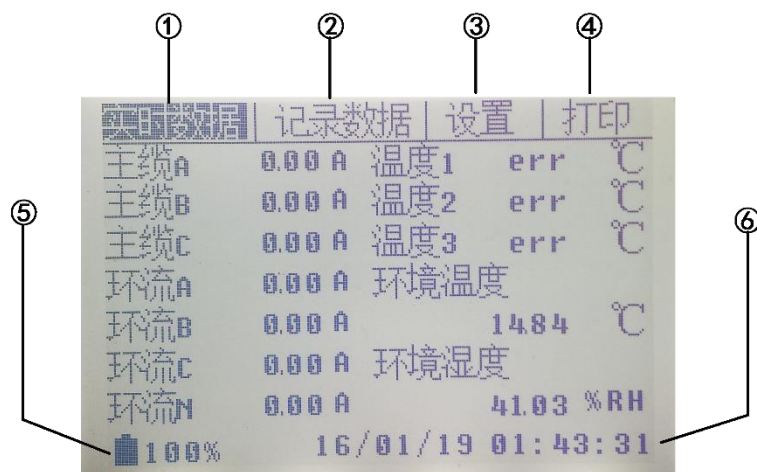 ① ② ③ ④
实时数据 记录数据 设置 打印
主缆A 0.00 A 温度1 err ℃
主缆B 0.00 A 温度2 err ℃
⑤
主缆C 0.00 A 温度3 err ℃
⑥
环流A 0.00 A 环境温度
环流B 0.00 A 14.84 ℃
环流C 0.00 A 环境湿度
环流N 0.00 A 41.03 %RH
100% 16/01/19 01:43:31